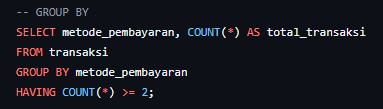 -- GROUP BY
SELECT metode_pembayaran, COUNT(*) AS total_transaksi
FROM transaksi
GROUP BY metode_pembayaran
HAVING COUNT(*) >= 2;